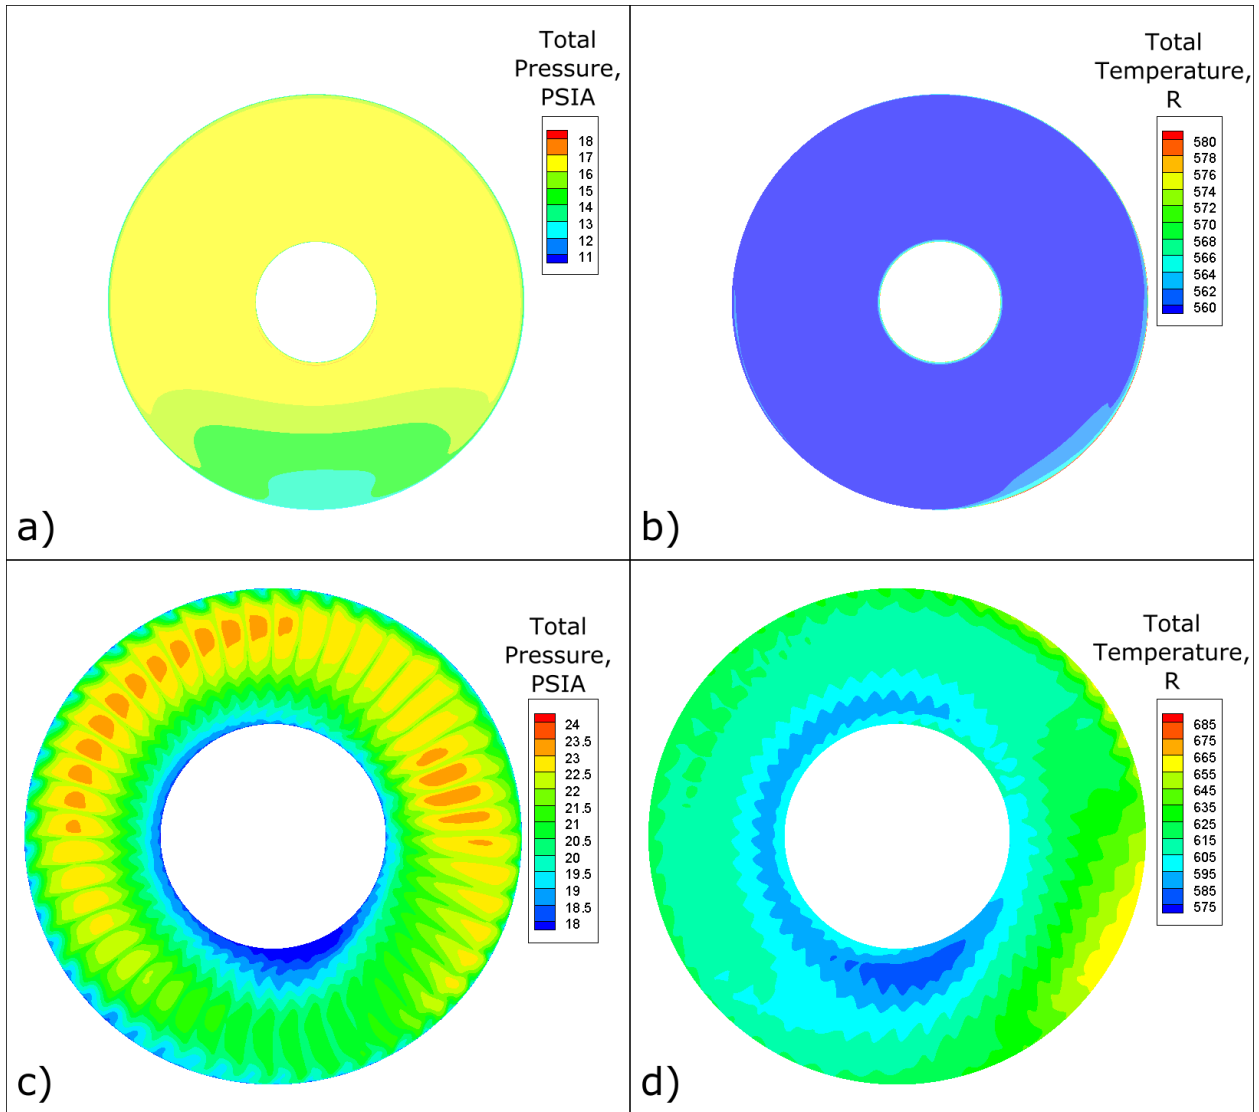 Total
Pressure,
PSIA
18
17
16
15
14
13
12
11
a)
Total
Temperature,
R
580
578
576
574
572
570
568
566
564
562
560
b)
Total
Pressure,
PSIA
24
23.5
23
22.5
22
21.5
21
20.5
20
19.5
19
18.5
18
c)
Total
Temperature,
R
685
675
665
655
645
635
625
615
605
595
585
575
d)